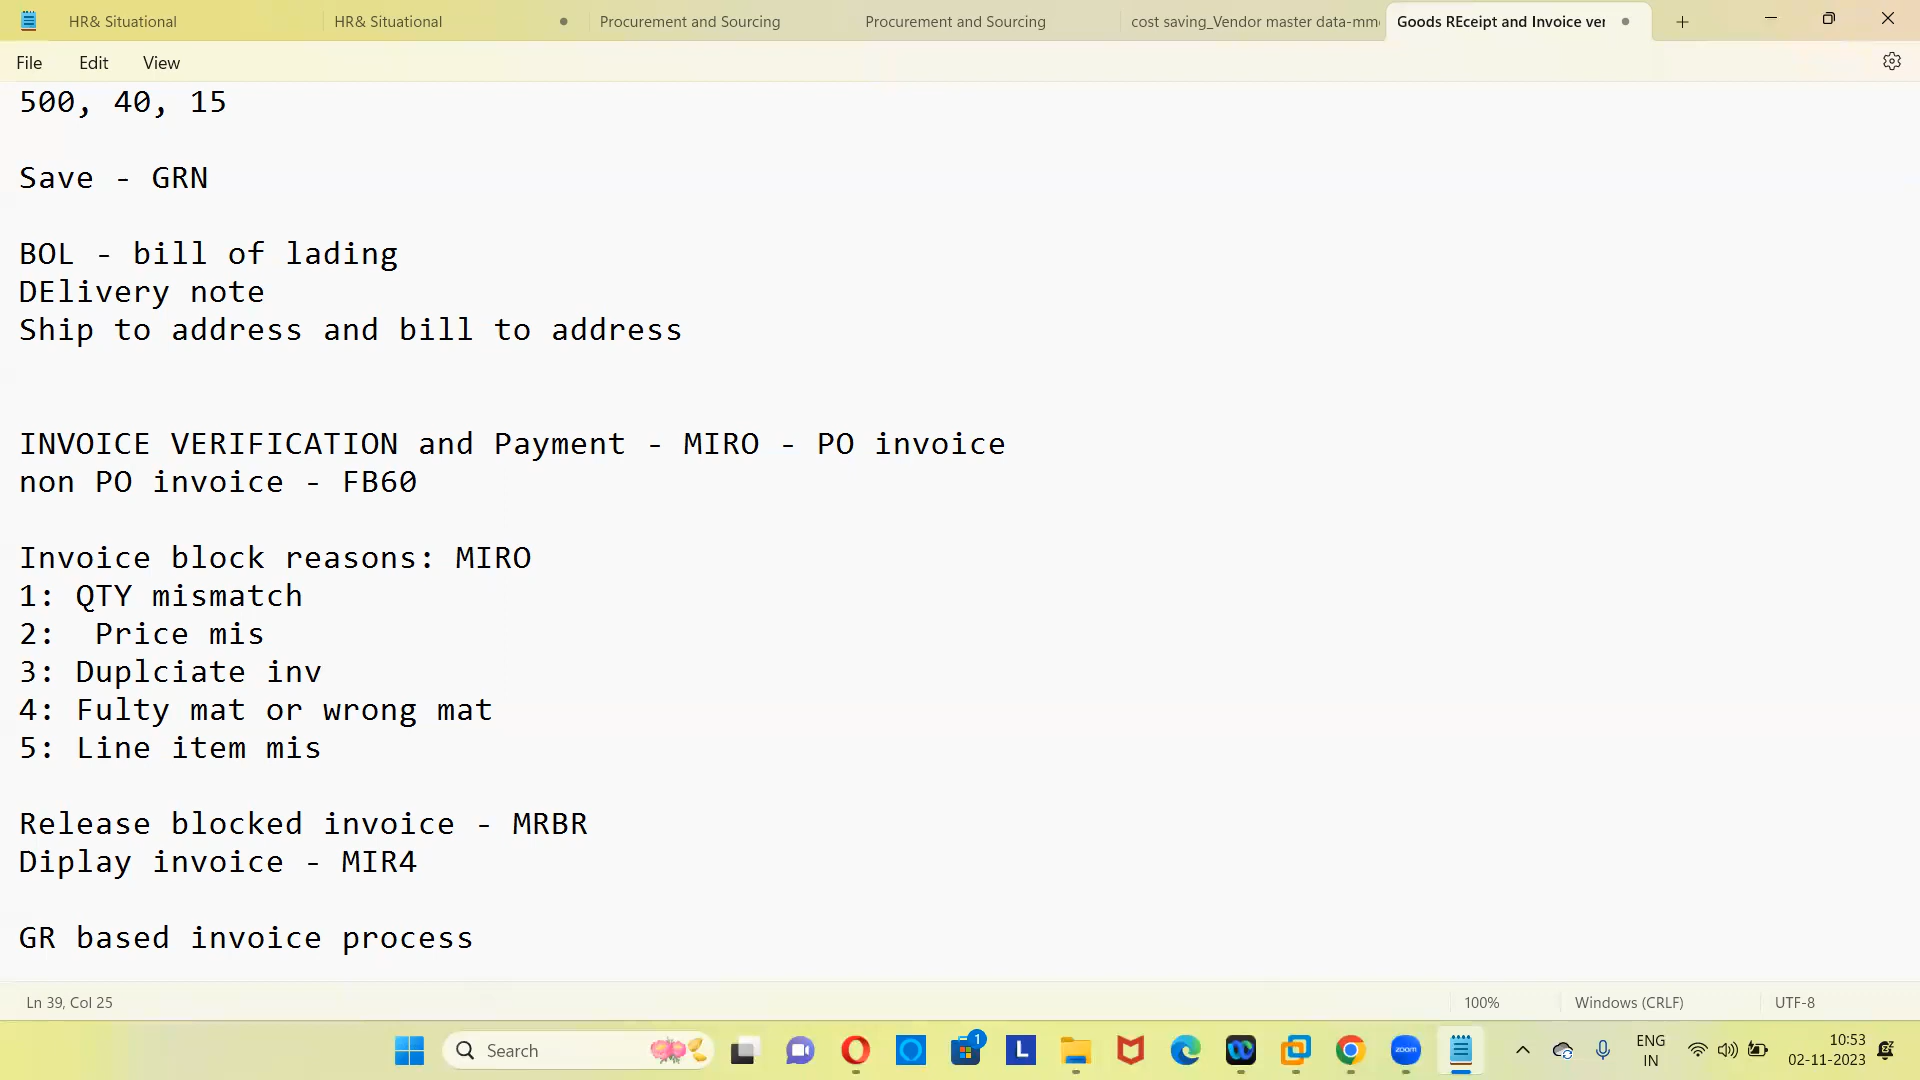 HR& Situational
HR& Situational
Procurement and Sourcing
Procurement and Sourcing
cost saving_Vendor master data-mm
Goods REceipt and Invoice ver
File
Edit
View
500, 40, 15
Save - GRN
BOL - bill of lading
DElivery note
Ship to address and bill to address
INVOICE VERIFICATION and Payment - MIRO - PO invoice
non PO invoice - FB60
Invoice block reasons: MIRO
1: QTY mismatch
2:  Price mis
3: Duplciate inv
4: Fulty mat or wrong mat
5: Line item mis
Release blocked invoice - MRBR
Diplay invoice - MIR4
GR based invoice process
Ln 39, Col 25
100%
Windows (CRLF)
UTF-8
Search
1
L
zoom
ENG
IN
10:53
02-11-2023